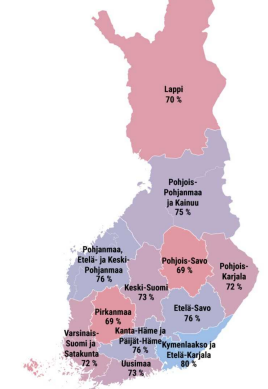 Lappi
70 %
Pohjois-
Pohjanmaa
ja Kainuu
75 %
Pohjanmaa,
Etelä- ja Keski-
Pohjanmaa
76 %
Pohjois-Savo
69 %
Pohjois-
Karjala
72 %
Keski-Suomi
73 %
Etelä-Savo
76 %
Pirkanmaa
69 %
Kanta-Häme ja
Päijät-Häme
76 %
Varsinais-
Suomi ja
Satakunta
72 %
Kymenlaakso ja
Etelä-Karjala
80 %
Uusimaa
73 %